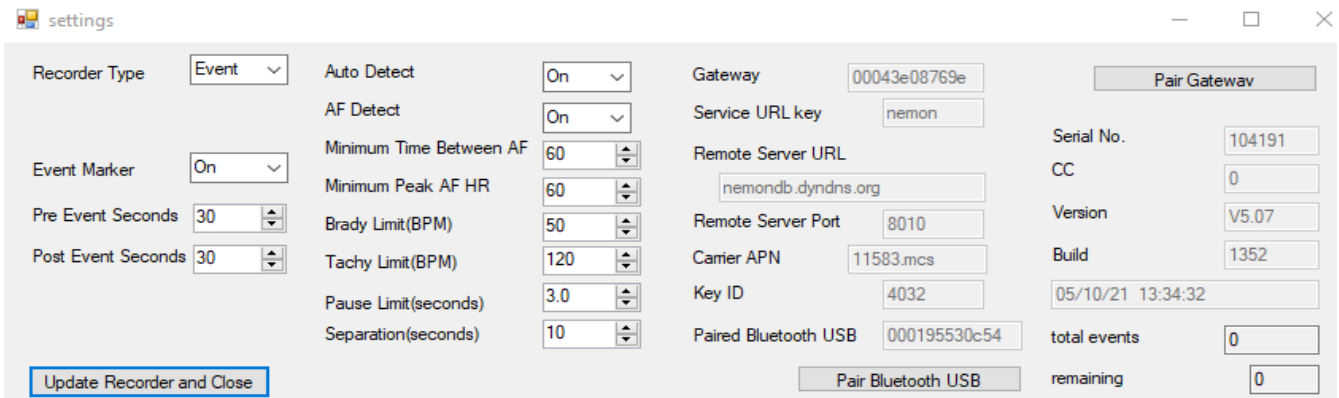 settings
Recorder Type Event
Event Marker On
Pre Event Seconds 30
Post Event Seconds 30
Update Recorder and Close
Auto Detect On
AF Detect On
Minimum Time Between AF 60
Minimum Peak AF HR 60
Brady Limit(BPM) 50
Tachy Limit(BPM) 120
Pause Limit(seconds) 3.0
Separation(seconds) 10
Gateway 00043e08769e
Service URL key nemon
Remote Server URL
nemondb.dyndns.org
Remote Server Port 8010
Carrier APN 11583.mcs
Key ID 4032
Paired Bluetooth USB 000195530c54
Pair Bluetooth USB
Pair Gateway
Serial No. 104191
CC 0
Version V5.07
Build 1352
05/10/21 13:34:32
total events 0
remaining 0